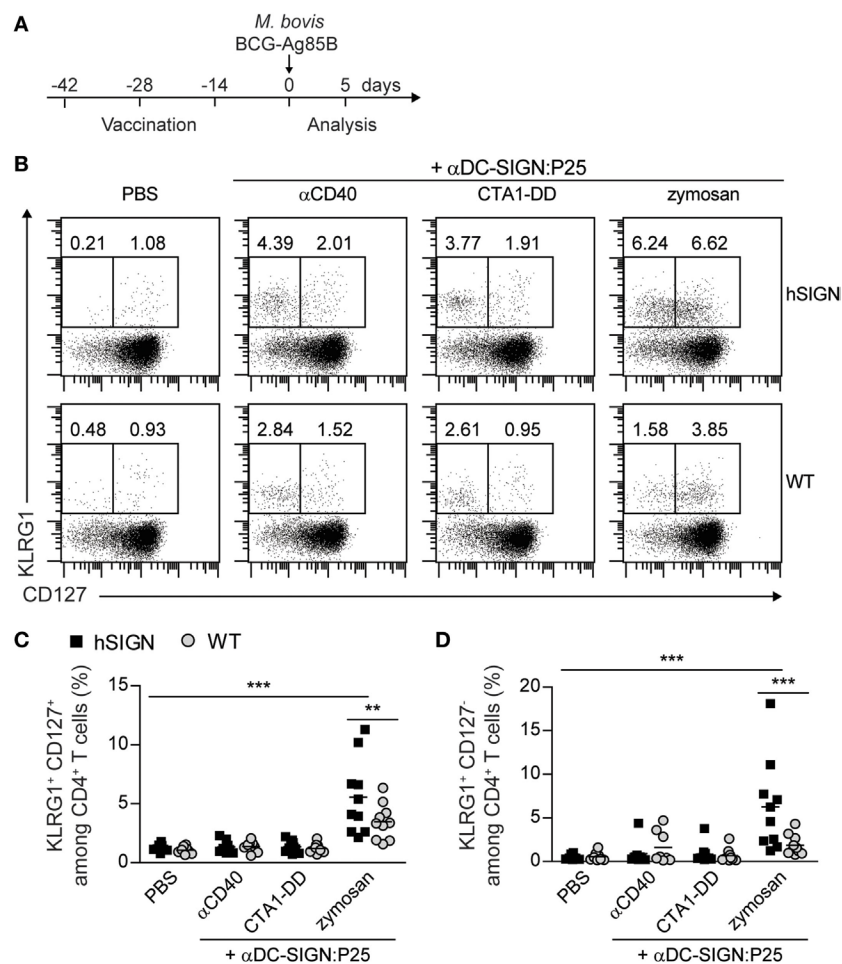 A
M. bovis
BCG-Ag85B
-42 -28 -14 0 5 days
Vaccination Analysis
B
+ αDC-SIGN:P25
PBS αCD40 CTA1-DD zymosan
0.21 1.08 4.39 2.01 3.77 1.91 6.24 6.62
hSIGN
0.48 0.93 2.84 1.52 2.61 0.95 1.58 3.85
WT
KLRG1
CD127
C
hSIGN WT
KLRG1⁺ CD127⁺
among CD4⁺ T cells (%)
15
10
5
0
***
**
PBS αCD40 CTA1-DD zymosan
+ αDC-SIGN:P25
D
KLRG1⁺ CD127⁻
among CD4⁺ T cells (%)
20
15
10
5
0
***
***
PBS αCD40 CTA1-DD zymosan
+ αDC-SIGN:P25